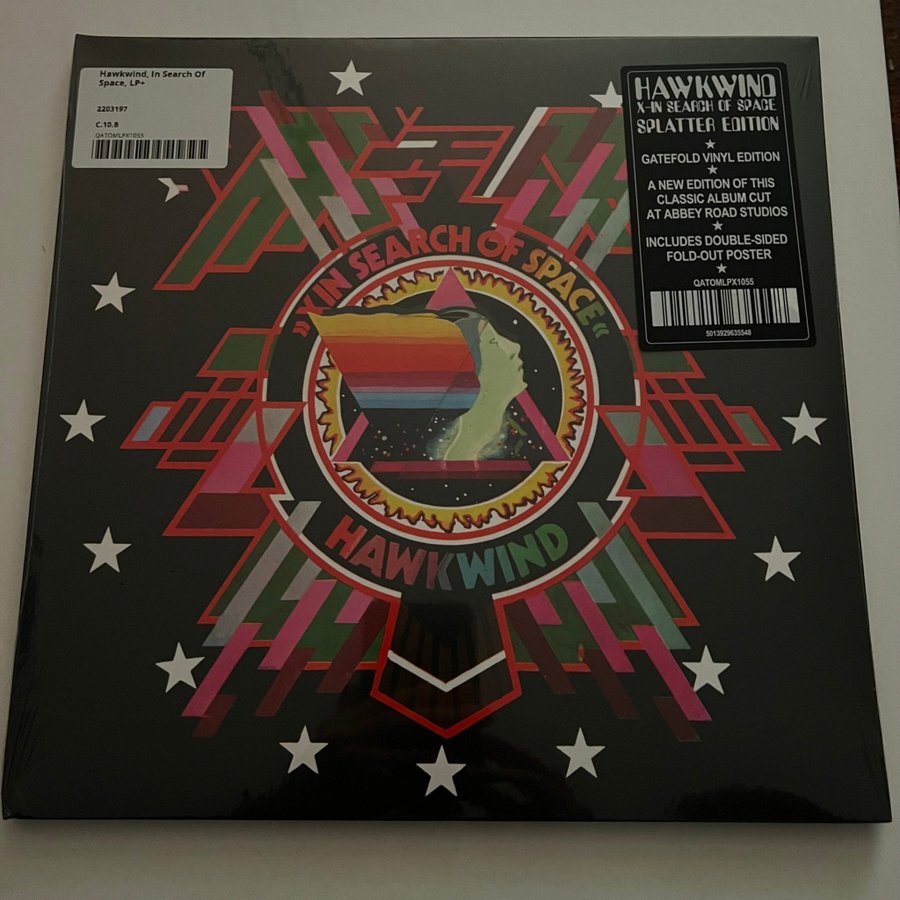 Hawkwind, In Search Of
Space, LP+
2203197
C.10.B
QATOMLPX1055
HAWKWIND
X-IN SEARCH OF SPACE
SPLATTER EDITION
GATEFOLD VINYL EDITION
A NEW EDITION OF THIS
CLASSIC ALBUM CUT
AT ABBEY ROAD STUDIOS
INCLUDES DOUBLE-SIDED
FOLD-OUT POSTER
QATOMLPX1055
5013929635548
»X IN SEARCH OF SPACE«
HAWKWIND